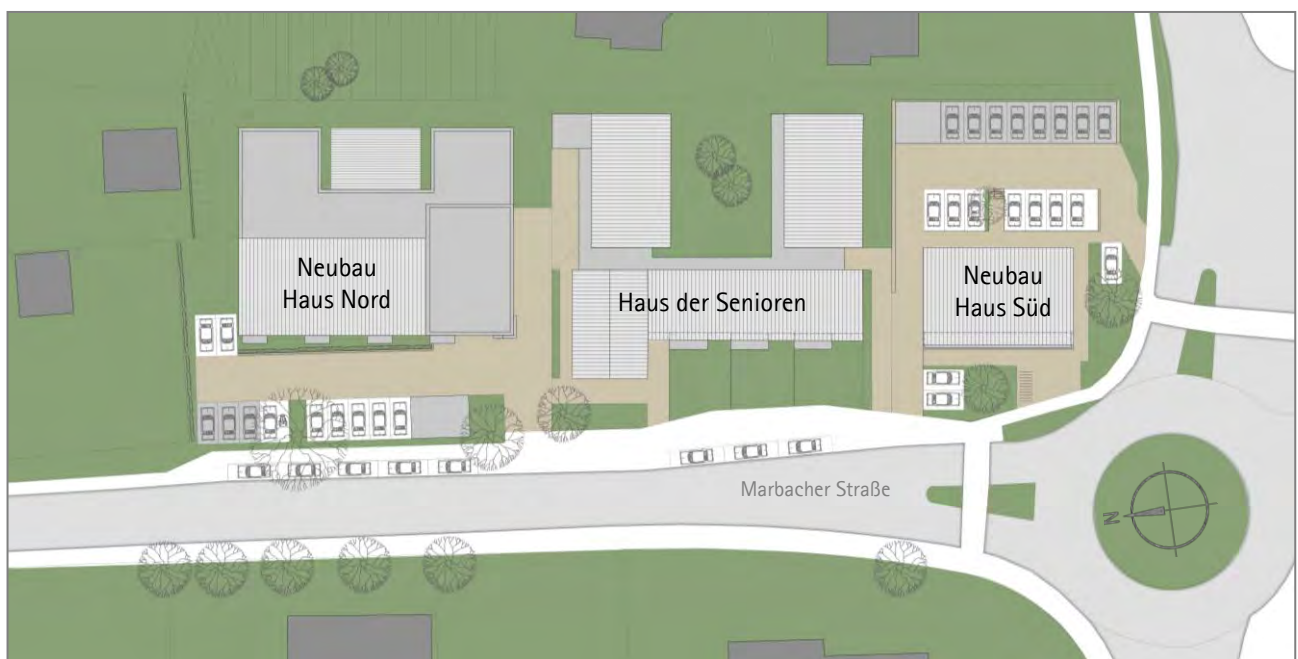 Neubau
Haus Nord
Haus der Senioren
Neubau
Haus Süd
Marbacher Straße
N